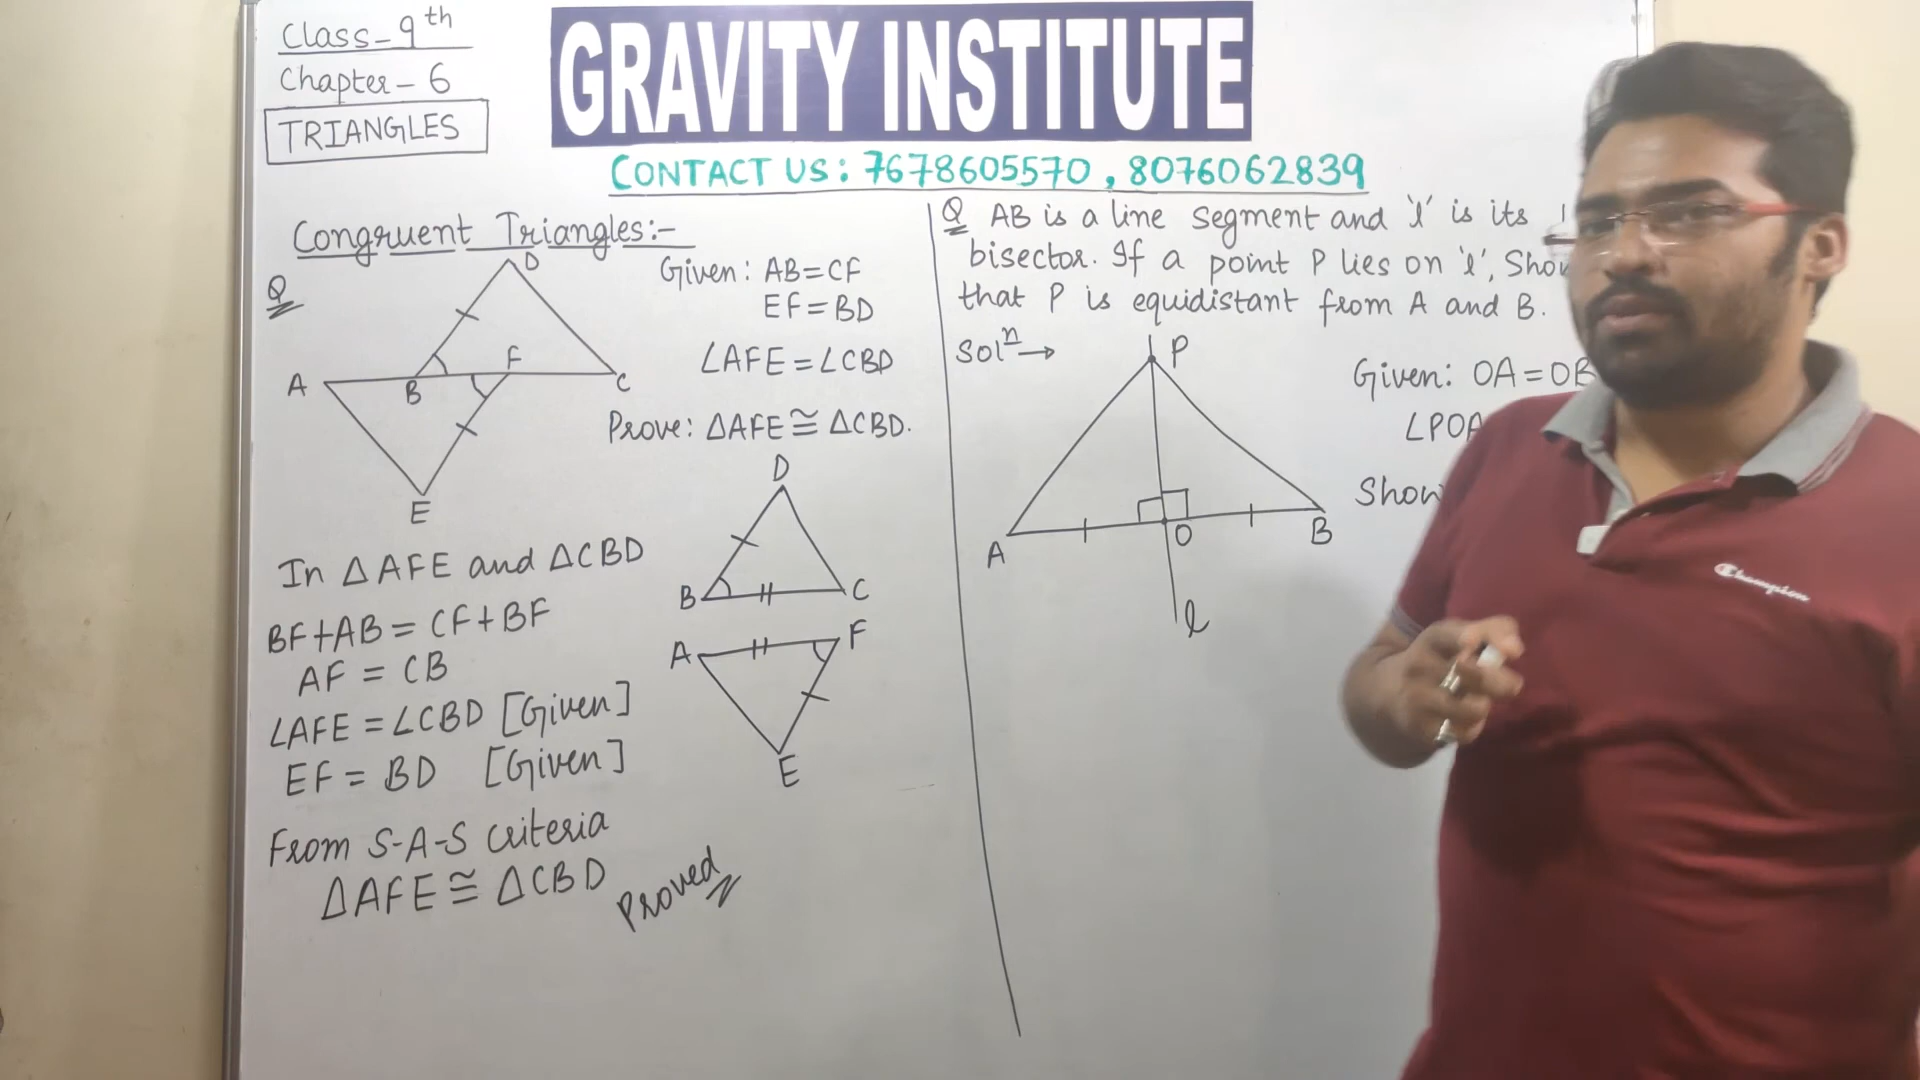 Class-9th
Chapter-6
TRIANGLES
GRAVITY INSTITUTE
CONTACT US: 7678605570, 8076062839
Congruent Triangles:-
Q
D
A
B
F
C
E
Given: AB=CF
EF=BD
∠AFE=∠CBD
Prove: ΔAFE≅ΔCBD.
In ΔAFE and ΔCBD
BF+AB=CF+BF
AF=CB
∠AFE=∠CBD [Given]
EF=BD [Given]
From S-A-S criteria
ΔAFE≅ΔCBD
Proved
D
B
C
A
F
E
Q AB is a line segment and 'l' is its
bisector. If a point P lies on 'l', Show
that P is equidistant from A and B.
Solⁿ→
P
A
O
B
l
Given: OA=OB
∠POA
Show
Champion